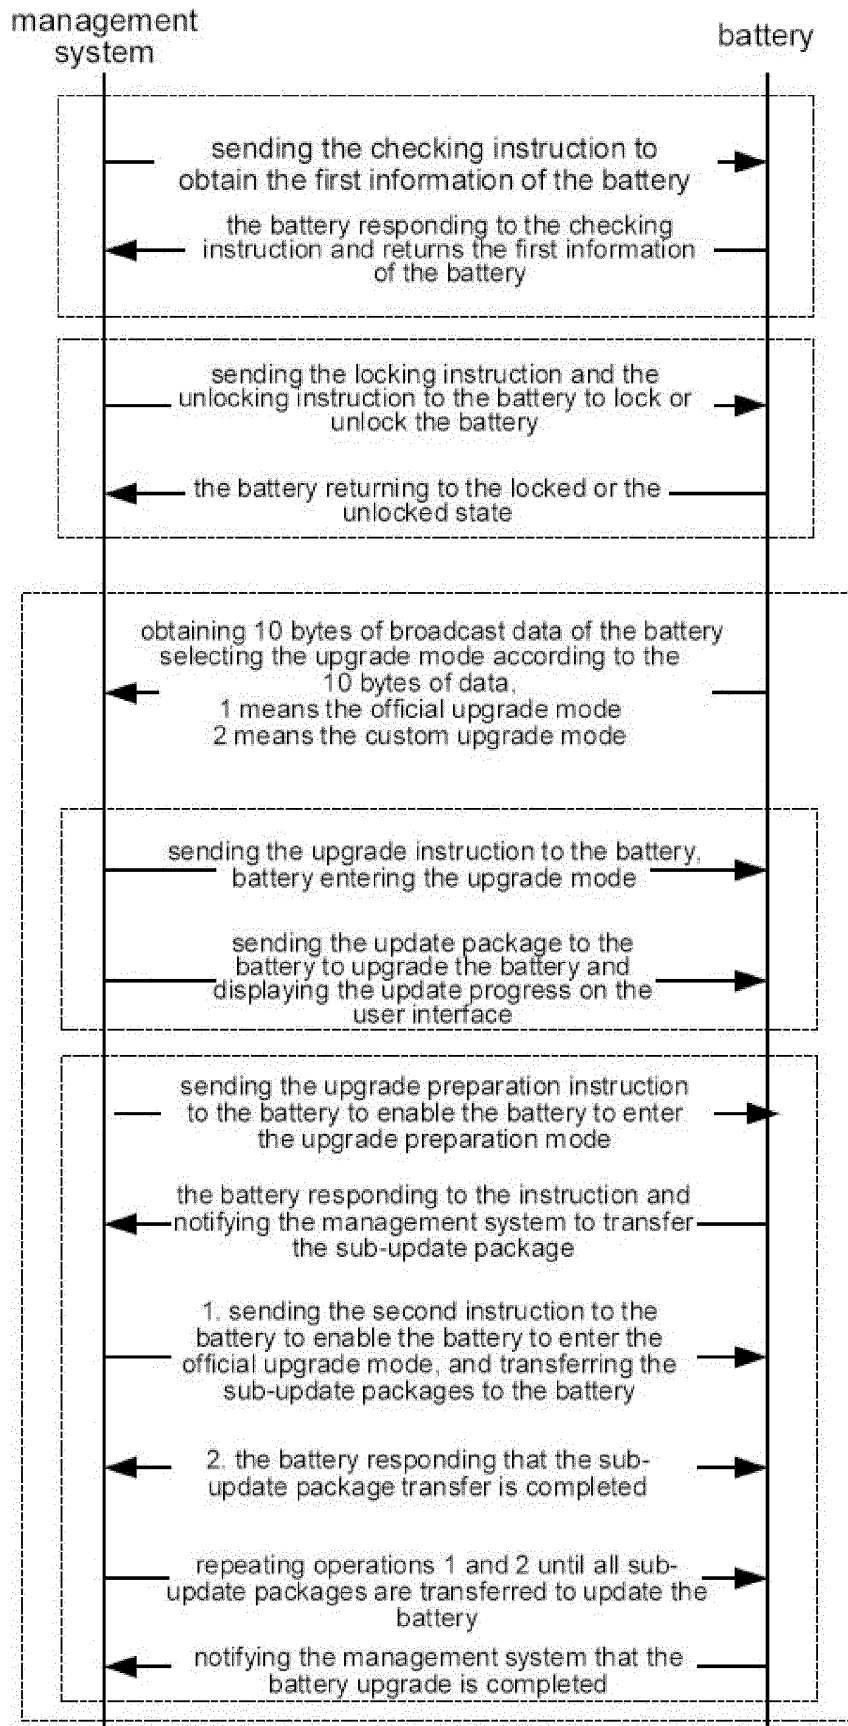 management
system
battery
sending the checking instruction to
obtain the first information of the battery
the battery responding to the checking
instruction and returns the first information
of the battery
sending the locking instruction and the
unlocking instruction to the battery to lock or
unlock the battery
the battery returning to the locked or the
unlocked state
obtaining 10 bytes of broadcast data of the battery
selecting the upgrade mode according to the
10 bytes of data,
1 means the official upgrade mode
2 means the custom upgrade mode
sending the upgrade instruction to the battery,
battery entering the upgrade mode
sending the update package to the
battery to upgrade the battery and
displaying the update progress on the
user interface
sending the upgrade preparation instruction
to the battery to enable the battery to enter
the upgrade preparation mode
the battery responding to the instruction and
notifying the management system to transfer
the sub-update package
1. sending the second instruction to the
battery to enable the battery to enter the
official upgrade mode, and transferring the
sub-update packages to the battery
2. the battery responding that the sub-
update package transfer is completed
repeating operations 1 and 2 until all sub-
update packages are transferred to update the
battery
notifying the management system that the
battery upgrade is completed